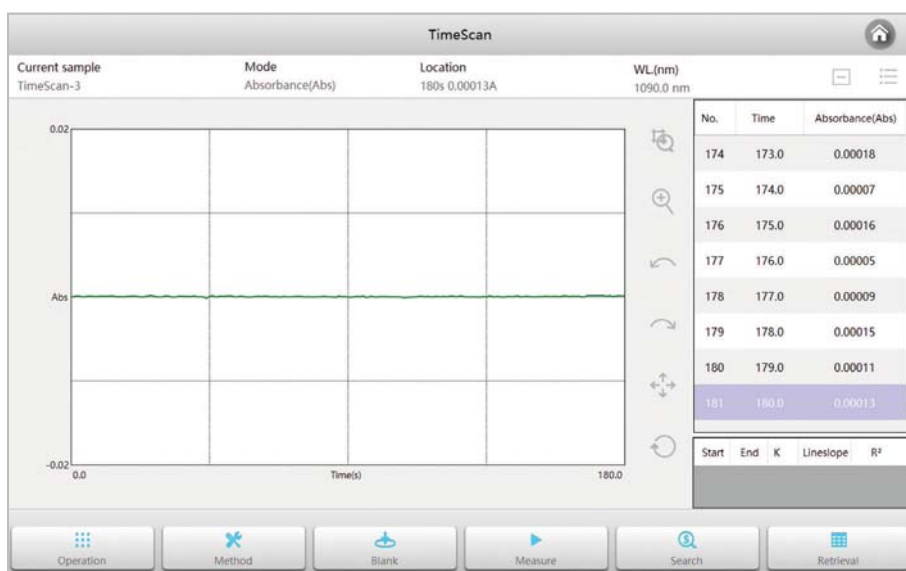 TimeScan
Current sample Mode Location WL.(nm)
TimeScan-3 Absorbance(Abs) 180s 0.00013A 1090.0 nm
No. Time Absorbance(Abs)
174 173.0 0.00018
175 174.0 0.00007
176 175.0 0.00016
177 176.0 0.00005
178 177.0 0.00009
179 178.0 0.00015
180 179.0 0.00011
181 180.0 0.00013
0.02
Abs
-0.02
0.0 Time(s) 180.0
Start End K Lineslope R²
Operation Method Blank Measure Search Retrieval